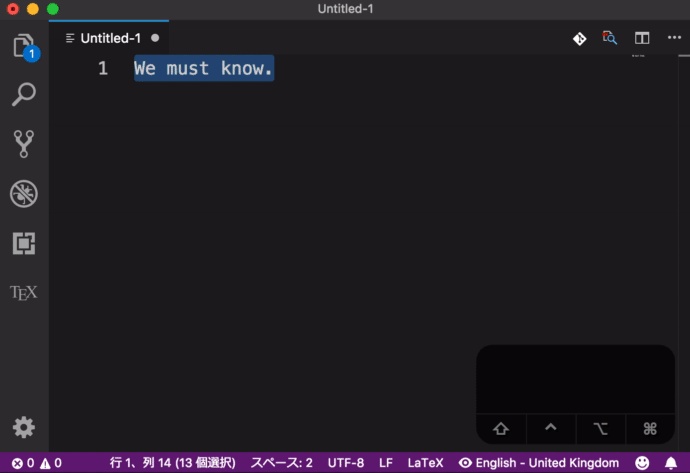 Untitled-1
Untitled-1
1
1 We must know.
TEX
0 0 行 1、列 14 (13 個選択) スペース: 2 UTF-8 LF LaTeX English - United Kingdom